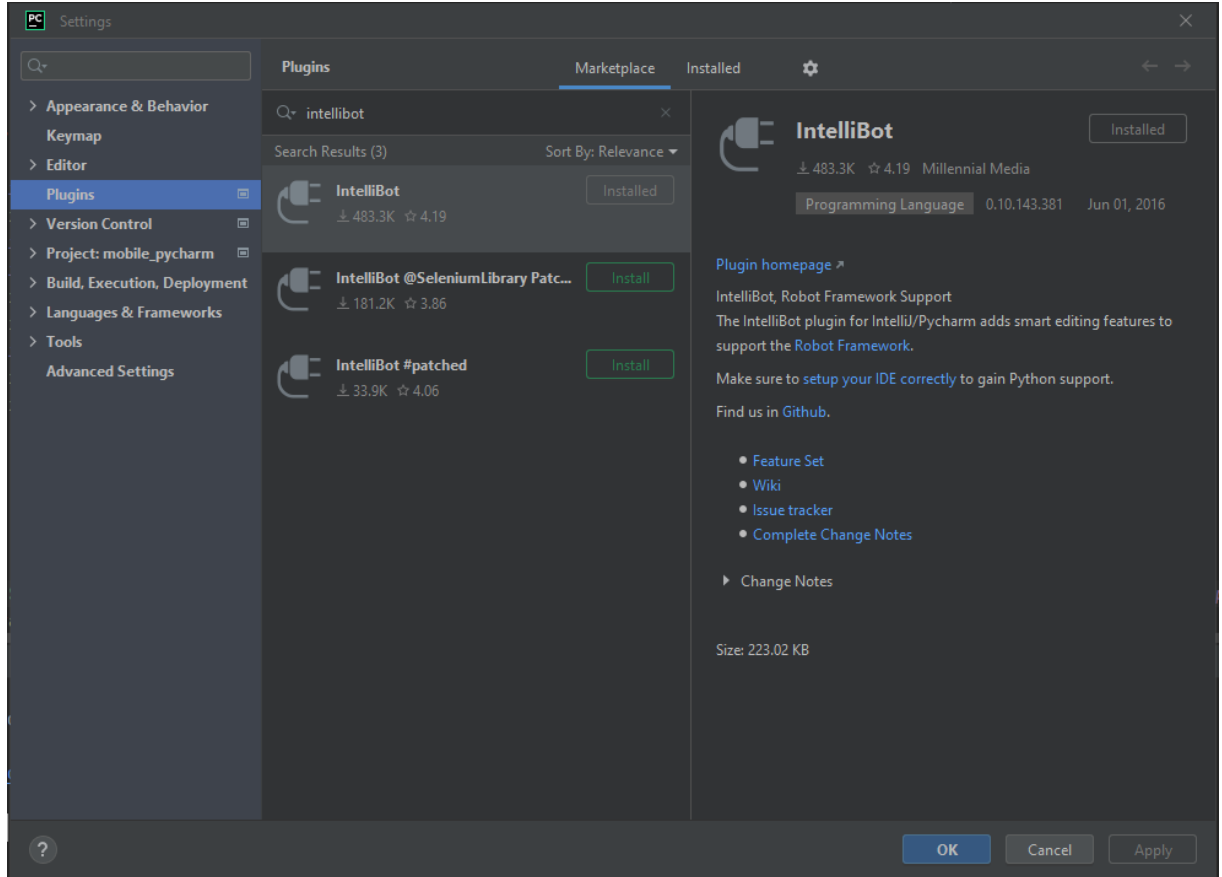 PC Settings
Plugins
Marketplace
Installed
Appearance & Behavior
Keymap
Editor
Plugins
Version Control
Project: mobile_pycharm
Build, Execution, Deployment
Languages & Frameworks
Tools
Advanced Settings
intellibot
Search Results (3)
Sort By: Relevance
IntelliBot
Installed
483.3K 4.19
IntelliBot @SeleniumLibrary Patc...
Install
181.2K 3.86
IntelliBot #patched
Install
33.9K 4.06
IntelliBot
Installed
483.3K 4.19 Millennial Media
Programming Language 0.10.143.381 Jun 01, 2016
Plugin homepage
IntelliBot, Robot Framework Support
The IntelliBot plugin for IntelliJ/Pycharm adds smart editing features to
support the Robot Framework.
Make sure to setup your IDE correctly to gain Python support.
Find us in Github.
Feature Set
Wiki
Issue tracker
Complete Change Notes
Change Notes
Size: 223.02 KB
?
OK
Cancel
Apply